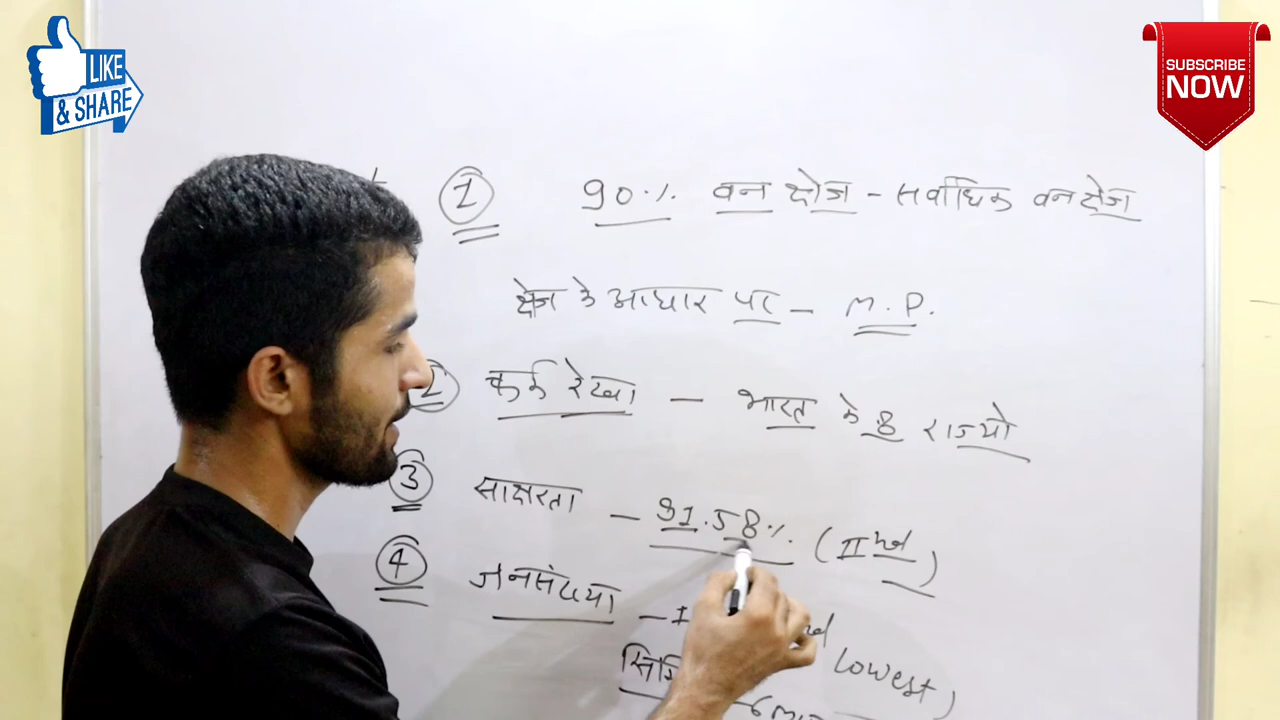 LIKE
& SHARE
SUBSCRIBE
NOW
① 90.% वन क्षेत्र - सर्वाधिक वन क्षेत्र
क्षेत्र के आधार पर - M.P.
② कर्क रेखा - भारत के 8 राज्यो
③ साक्षरता - 91.58% (II nd)
④ जनसंख्या - I
lowest)